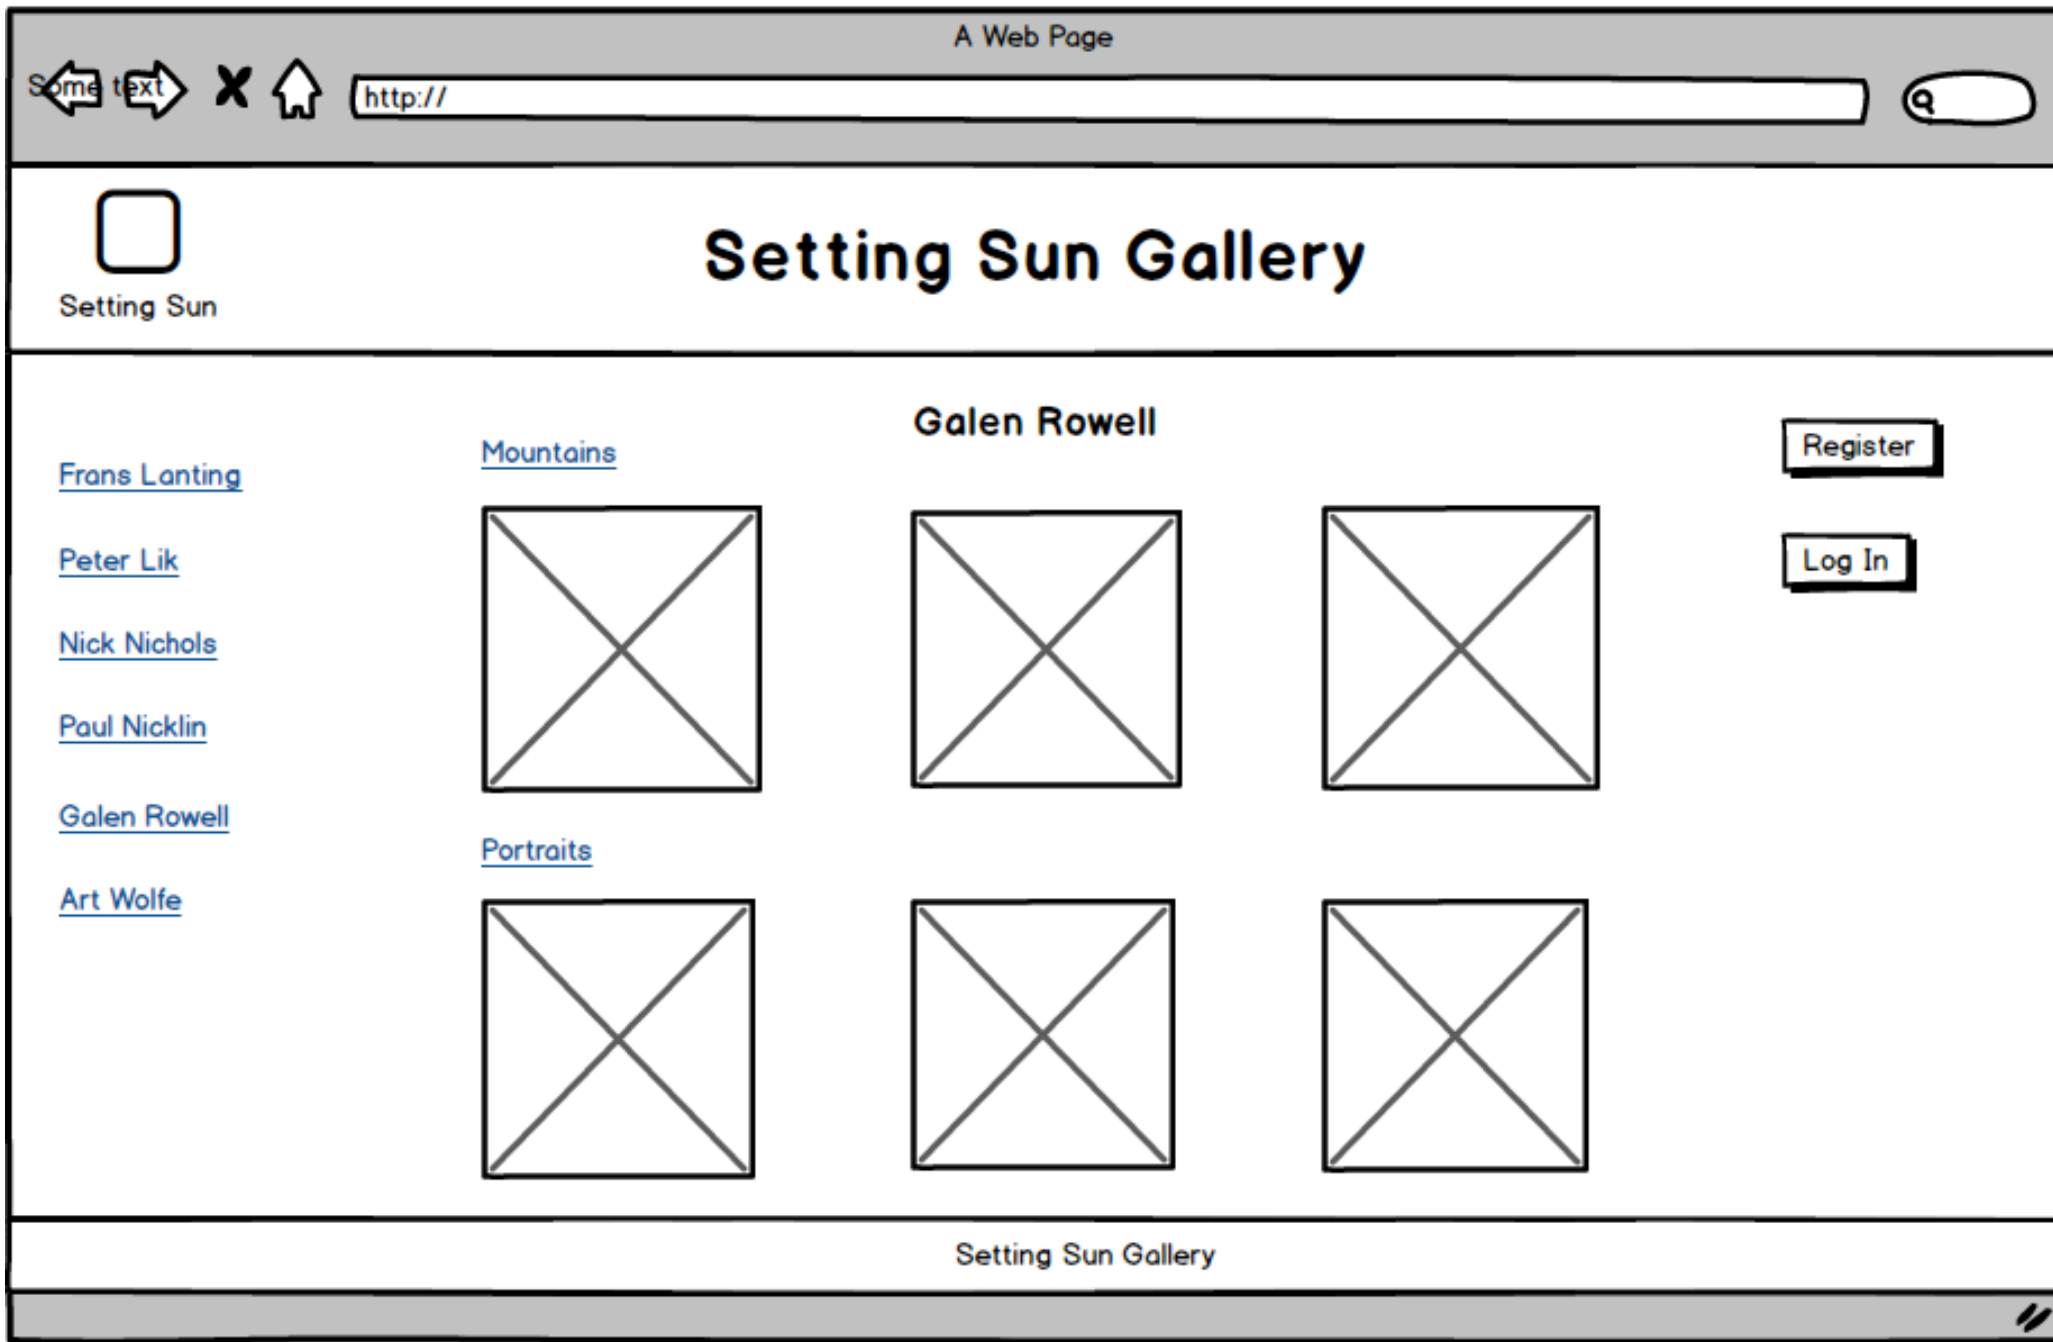 A Web Page
Some text
http://
Setting Sun
Setting Sun Gallery
Frans Lanting
Peter Lik
Nick Nichols
Paul Nicklin
Galen Rowell
Art Wolfe
Galen Rowell
Mountains
Portraits
Register
Log In
Setting Sun Gallery